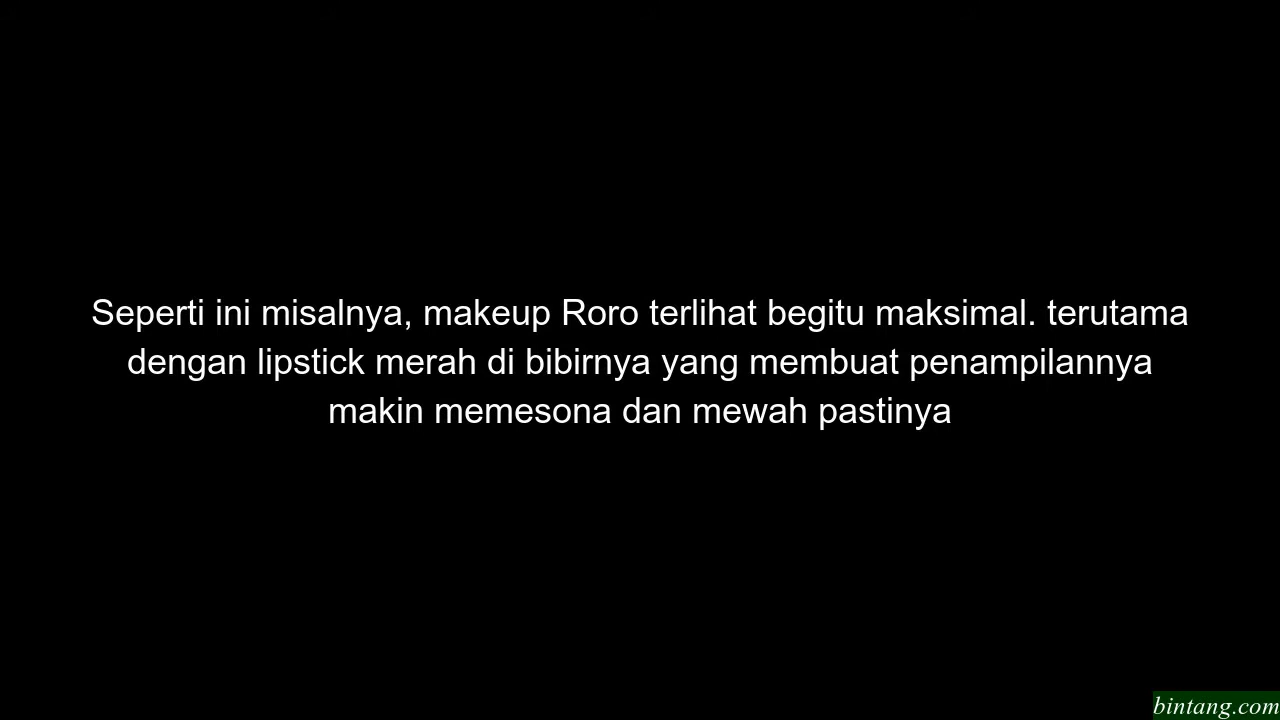 Seperti ini misalnya, makeup Roro terlihat begitu maksimal. terutama
dengan lipstick merah di bibirnya yang membuat penampilannya
makin memesona dan mewah pastinya
bintang.com